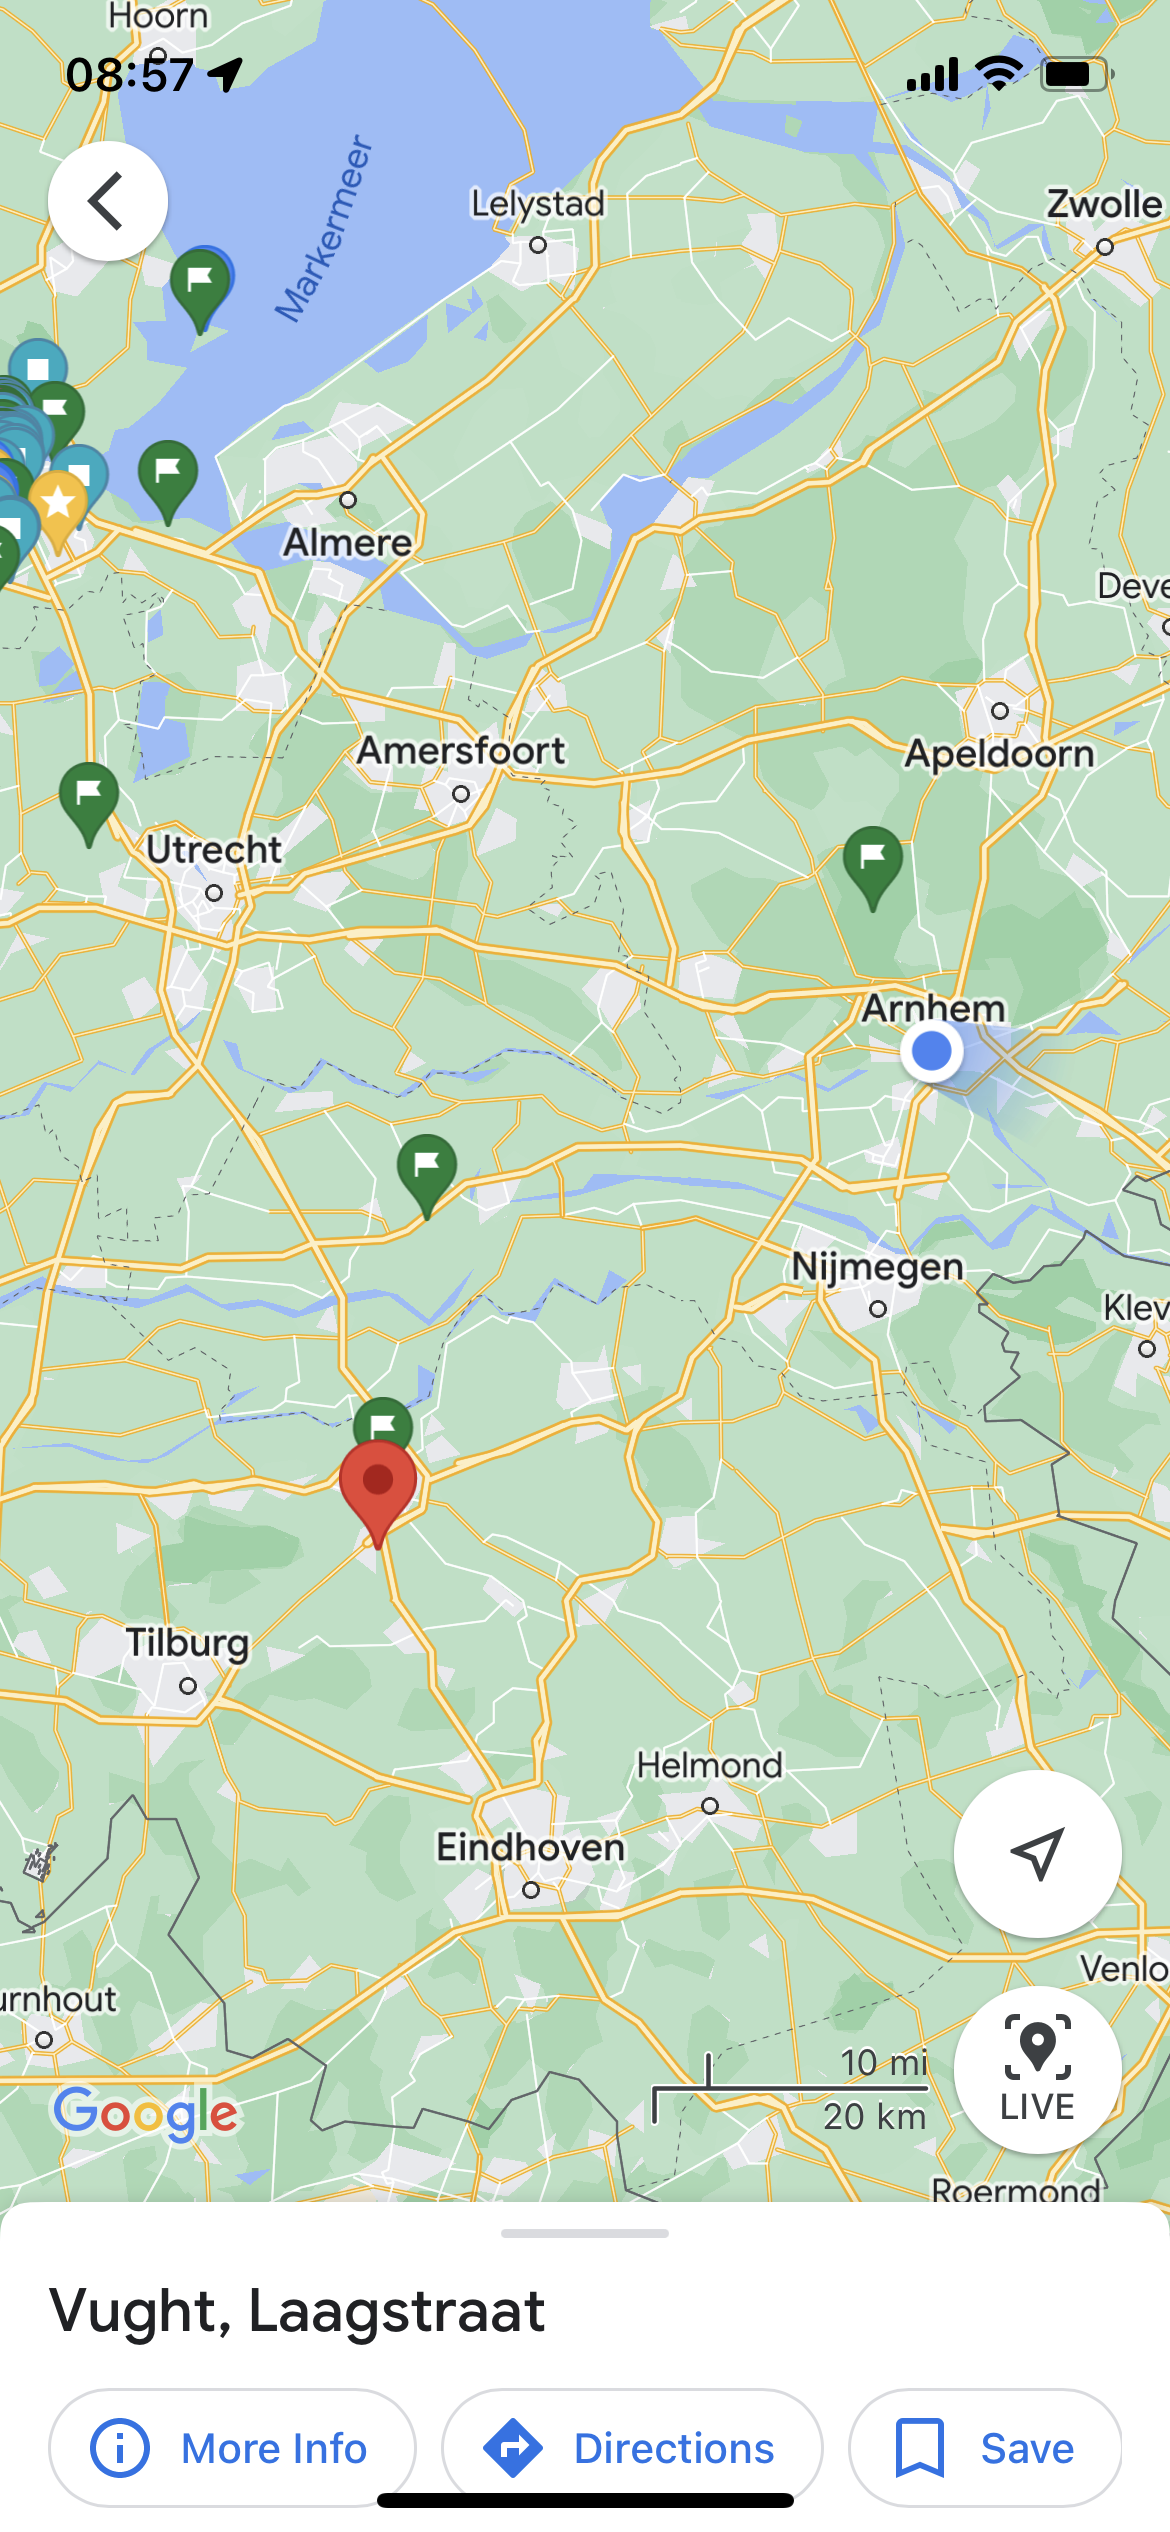 Hoorn
08:57
Markermeer
Lelystad
Zwolle
Almere
Deve
Amersfoort
Apeldoorn
Utrecht
Arnhem
Nijmegen
Klev
Tilburg
Helmond
Eindhoven
Venlo
urnhout
10 mi
20 km
LIVE
Google
Roermond
Vught, Laagstraat
More Info
Directions
Save